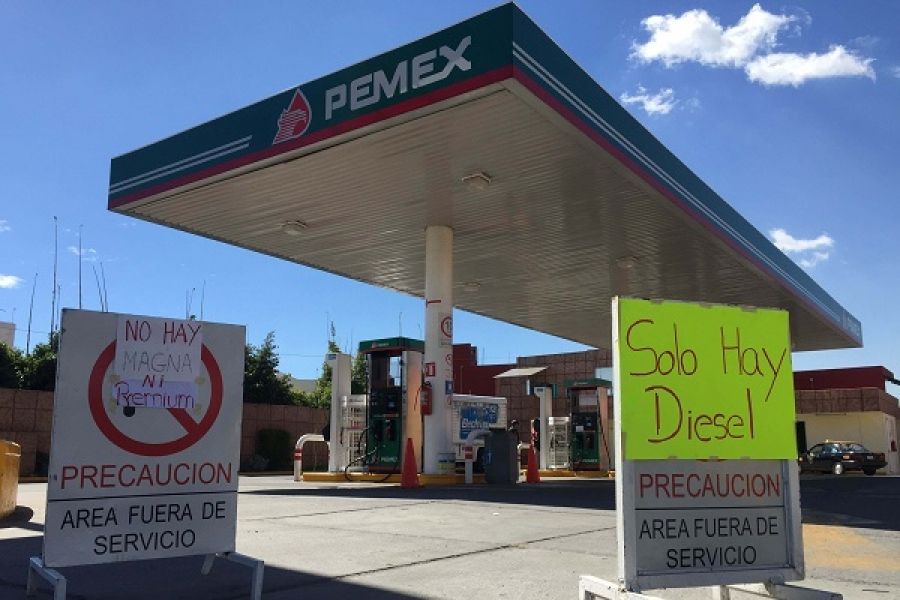 PEMEX
NO HAY
MAGNA
NI
Premium
PRECAUCION
AREA FUERA DE
SERVICIO
Solo Hay
Diesel
PRECAUCION
AREA FUERA DE
SERVICIO